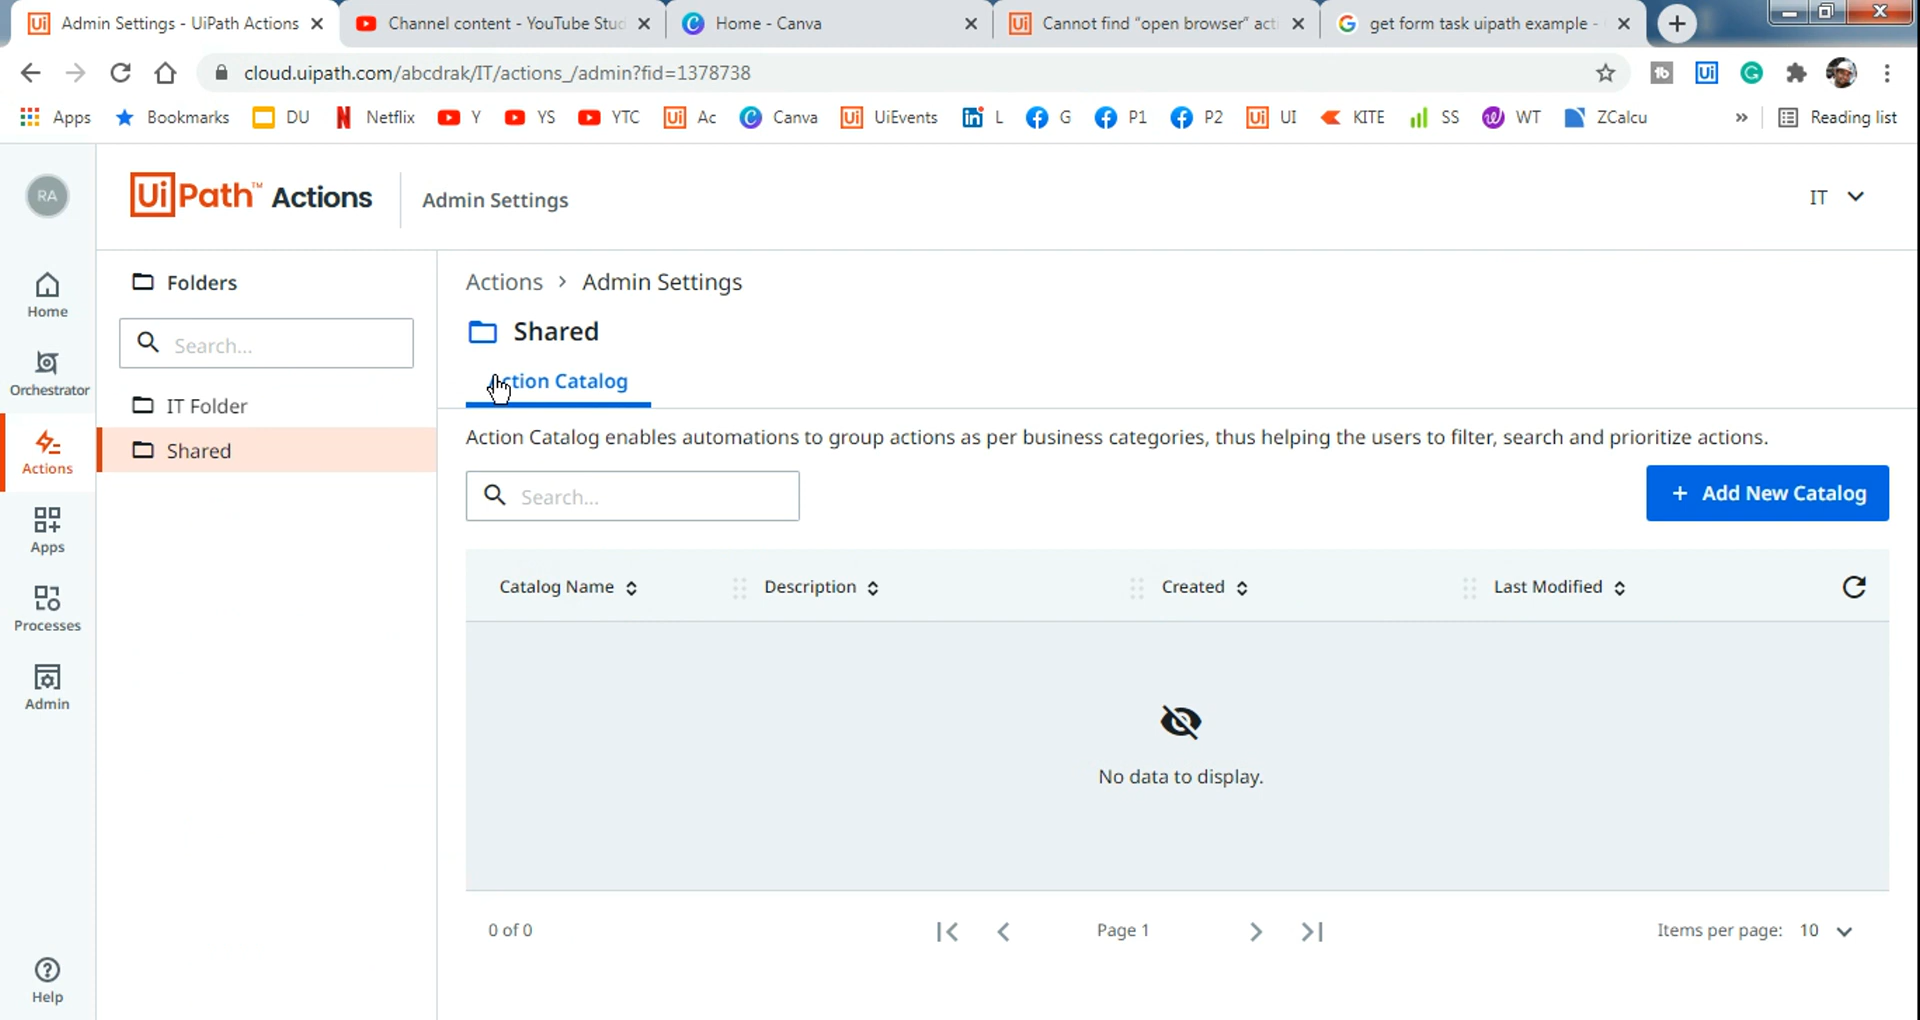 Admin Settings - UiPath Actions
Channel content - YouTube Stud
Home - Canva
Cannot find "open browser" acti
get form task uipath example -
cloud.uipath.com/abcdrak/IT/actions_/admin?fid=1378738
Apps
Bookmarks
DU
Netflix
Y
YS
YTC
Ac
Canva
UiEvents
L
G
P1
P2
UI
KITE
SS
WT
ZCalcu
»
Reading list
RA
UiPath™ Actions
Admin Settings
IT
Home
Orchestrator
Actions
Apps
Processes
Admin
Help
Folders
Search...
IT Folder
Shared
Actions > Admin Settings
Shared
Action Catalog
Action Catalog enables automations to group actions as per business categories, thus helping the users to filter, search and prioritize actions.
Search...
+ Add New Catalog
Catalog Name
Description
Created
Last Modified
No data to display.
0 of 0
Page 1
Items per page: 10